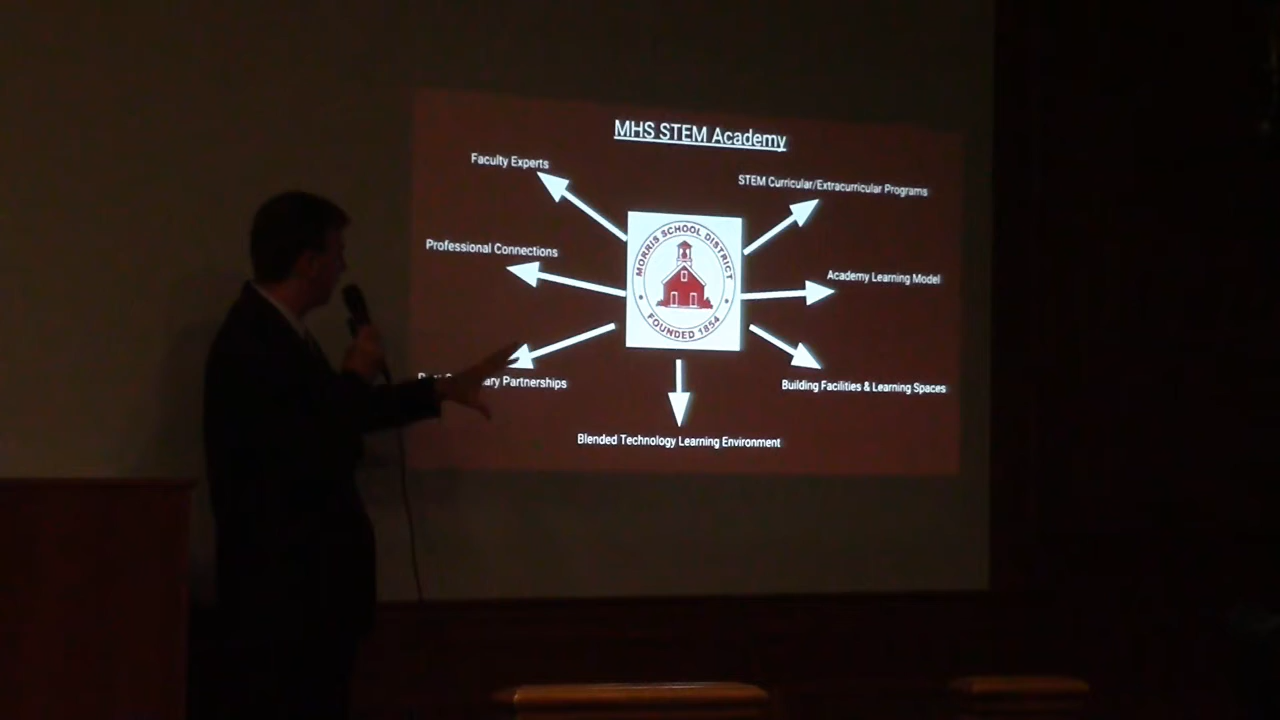 MHS STEM Academy
Faculty Experts
STEM Curricular/Extracurricular Programs
Professional Connections
MORRIS SCHOOL DISTRICT
FOUNDED 1854
Academy Learning Model
Partnerships
Building Facilities & Learning Spaces
Blended Technology Learning Environment